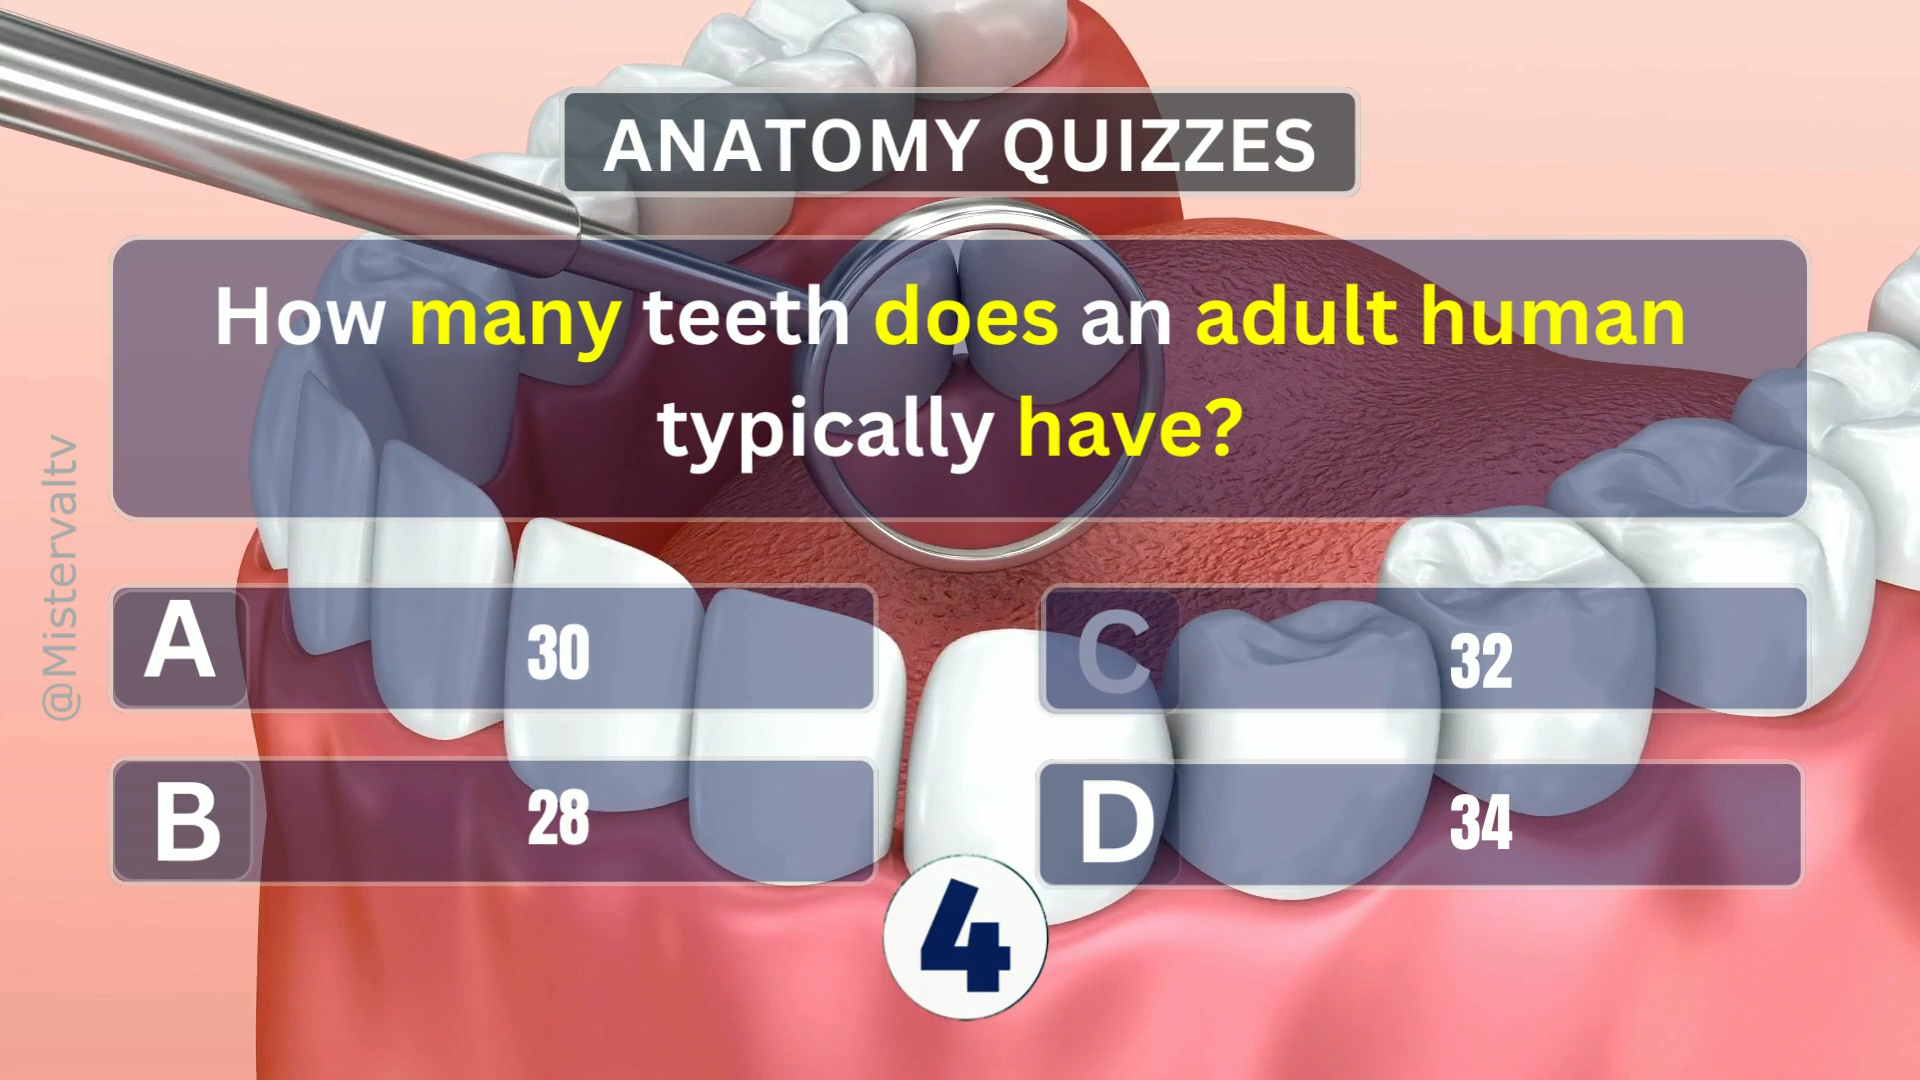 ANATOMY QUIZZES
How many teeth does an adult human
typically have?
A 30
C 32
B 28
D 34
4
@Mistervaltv